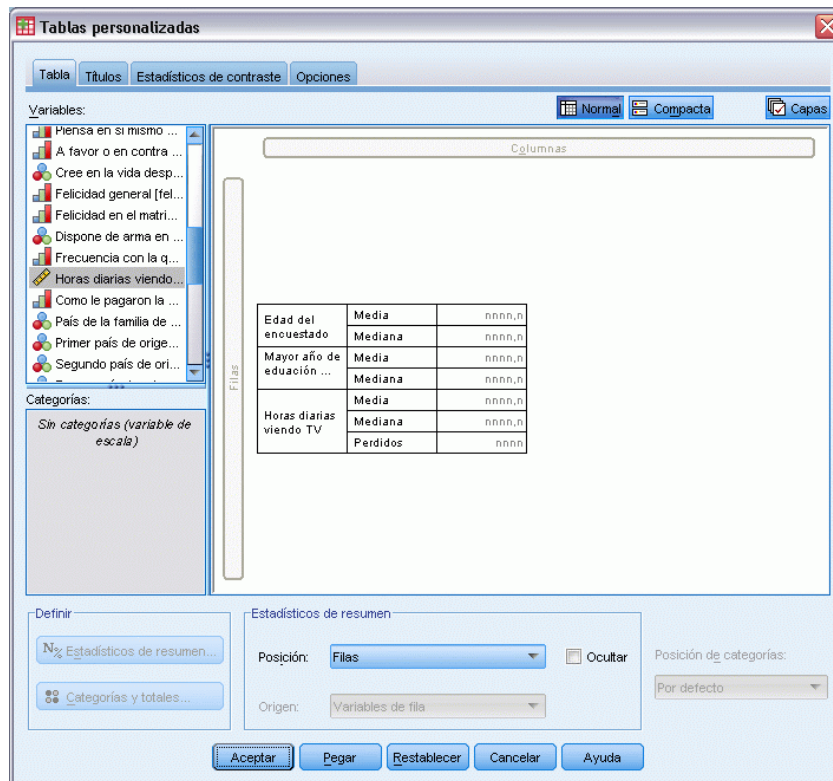 Tablas personalizadas
Tabla Títulos Estadísticos de contraste Opciones
Variables:
Normal Compacta Capas
Piensa en sí mismo ...
A favor o en contra ...
Cree en la vida desp...
Felicidad general [fel...
Felicidad en el matri...
Dispone de arma en ...
Frecuencia con la q...
Horas diarias viendo...
Como le pagaron la ...
País de la familia de ...
Primer país de orige...
Segundo país de ori...
Categorías:
Sin categorías (variable de
escala)
Columnas
Filas
Edad del
encuestado
Media nnnn,n
Mediana nnnn,n
Mayor año de
eduación ...
Media nnnn,n
Mediana nnnn,n
Horas diarias
viendo TV
Media nnnn,n
Mediana nnnn,n
Perdidos nnnn
Definir
N% Estadísticos de resumen...
Categorías y totales...
Estadísticos de resumen
Posición: Filas Ocultar
Origen: Variables de fila
Posición de categorías:
Por defecto
Aceptar Pegar Restablecer Cancelar Ayuda